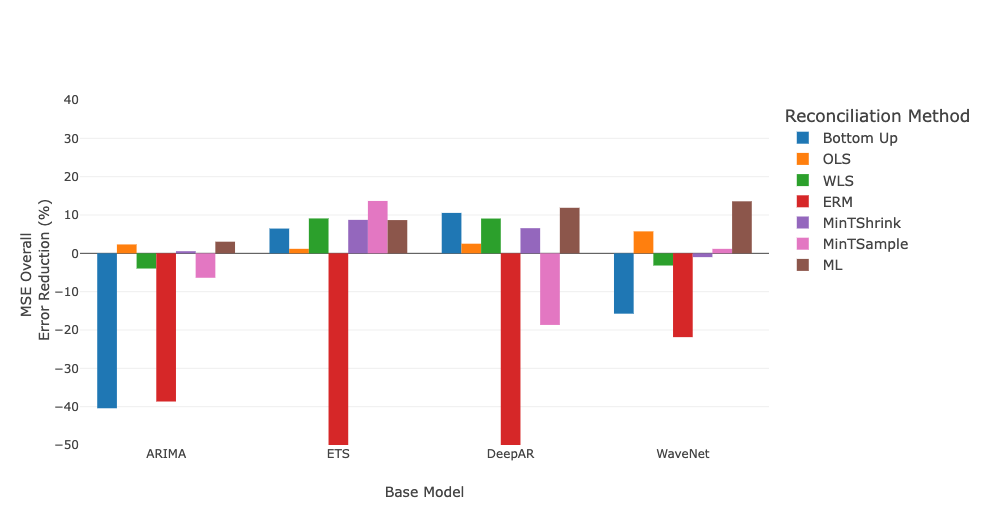 40
30
20
10
0
−10
−20
−30
−40
−50
MSE Overall
Error Reduction (%)
ARIMA
ETS
DeepAR
WaveNet
Base Model
Reconciliation Method
Bottom Up
OLS
WLS
ERM
MinTShrink
MinTSample
ML